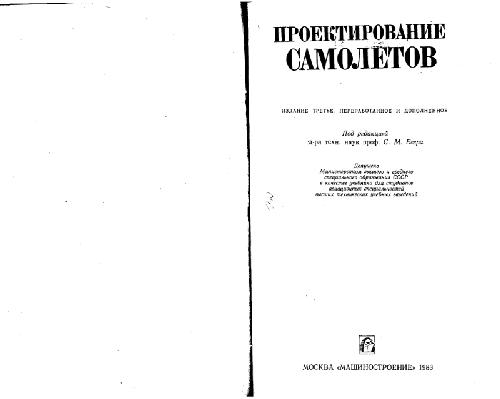 ПРОЕКТИРОВАНИЕ
САМОЛЁТОВ
ИЗДАНИЕ ТРЕТЬЕ, ПЕРЕРАБОТАННОЕ И ДОПОЛНЕННОЕ
Под редакцией
д-ра техн. наук проф. С. М. Егера
Допущено
Министерством высшего и среднего
специального образования СССР
в качестве учебника для студентов
авиационных специальностей
высших технических учебных заведений
МОСКВА «МАШИНОСТРОЕНИЕ» 1983